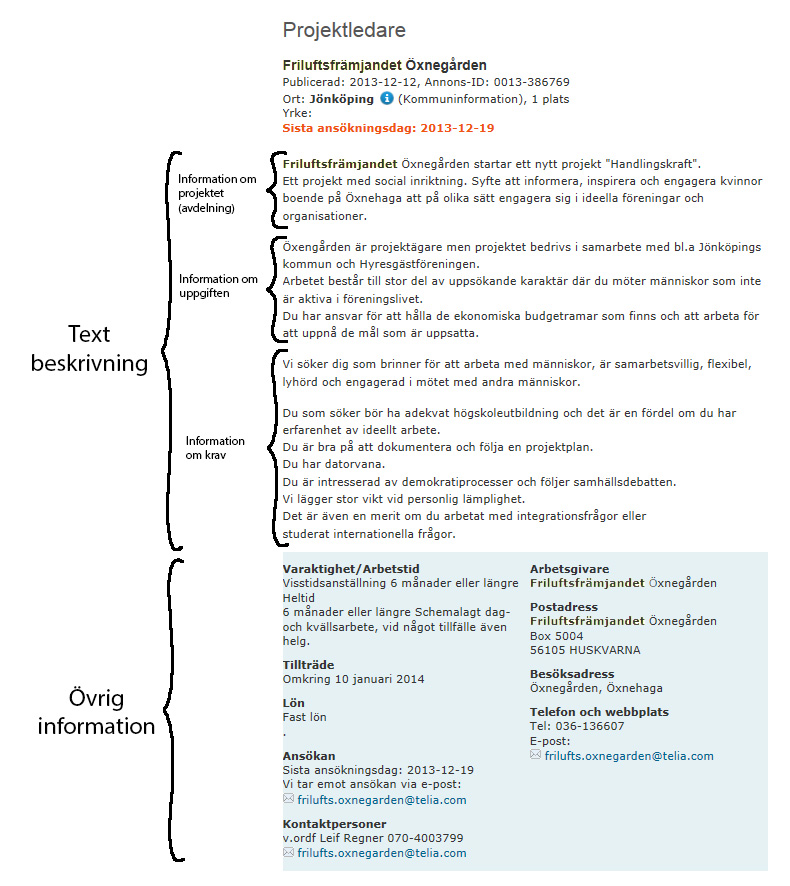 Projektledare
Friluftsfrämjandet Öxnegården
Publicerad: 2013-12-12, Annons-ID: 0013-386769
Ort: Jönköping i (Kommuninformation), 1 plats
Yrke:
Sista ansökningsdag: 2013-12-19
Text
beskrivning
Information om
projektet
(avdelning)
Friluftsfrämjandet Öxnegården startar ett nytt projekt "Handlingskraft".
Ett projekt med social inriktning. Syfte att informera, inspirera och engagera kvinnor
boende på Öxnehaga att på olika sätt engagera sig i ideella föreningar och
organisationer.
Information om
uppgiften
Öxengården är projektägare men projektet bedrivs i samarbete med bl.a Jönköpings
kommun och Hyresgästföreningen.
Arbetet består till stor del av uppsökande karaktär där du möter människor som inte
är aktiva i föreningslivet.
Du har ansvar för att hålla de ekonomiska budgetramar som finns och att arbeta för
att uppnå de mål som är uppsatta.
Information
om krav
Vi söker dig som brinner för att arbeta med människor, är samarbetsvillig, flexibel,
lyhörd och engagerad i mötet med andra människor.
Du som söker bör ha adekvat högskoleutbildning och det är en fördel om du har
erfarenhet av ideellt arbete.
Du är bra på att dokumentera och följa en projektplan.
Du har datorvana.
Du är intresserad av demokratiprocesser och följer samhällsdebatten.
Vi lägger stor vikt vid personlig lämplighet.
Det är även en merit om du arbetat med integrationsfrågor eller
studerat internationella frågor.
Övrig
information
Varaktighet/Arbetstid
Visstidsanställning 6 månader eller längre
Heltid
6 månader eller längre Schemalagt dag-
och kvällsarbete, vid något tillfälle även
helg.
Tillträde
Omkring 10 januari 2014
Lön
Fast lön
.
Ansökan
Sista ansökningsdag: 2013-12-19
Vi tar emot ansökan via e-post:
frilufts.oxnegarden@telia.com
Kontaktpersoner
v.ordf Leif Regner 070-4003799
frilufts.oxnegarden@telia.com
Arbetsgivare
Friluftsfrämjandet Öxnegården
Postadress
Friluftsfrämjandet Öxnegården
Box 5004
56105 HUSKVARNA
Besöksadress
Öxnegården, Öxnehaga
Telefon och webbplats
Tel: 036-136607
E-post:
frilufts.oxnegarden@telia.com